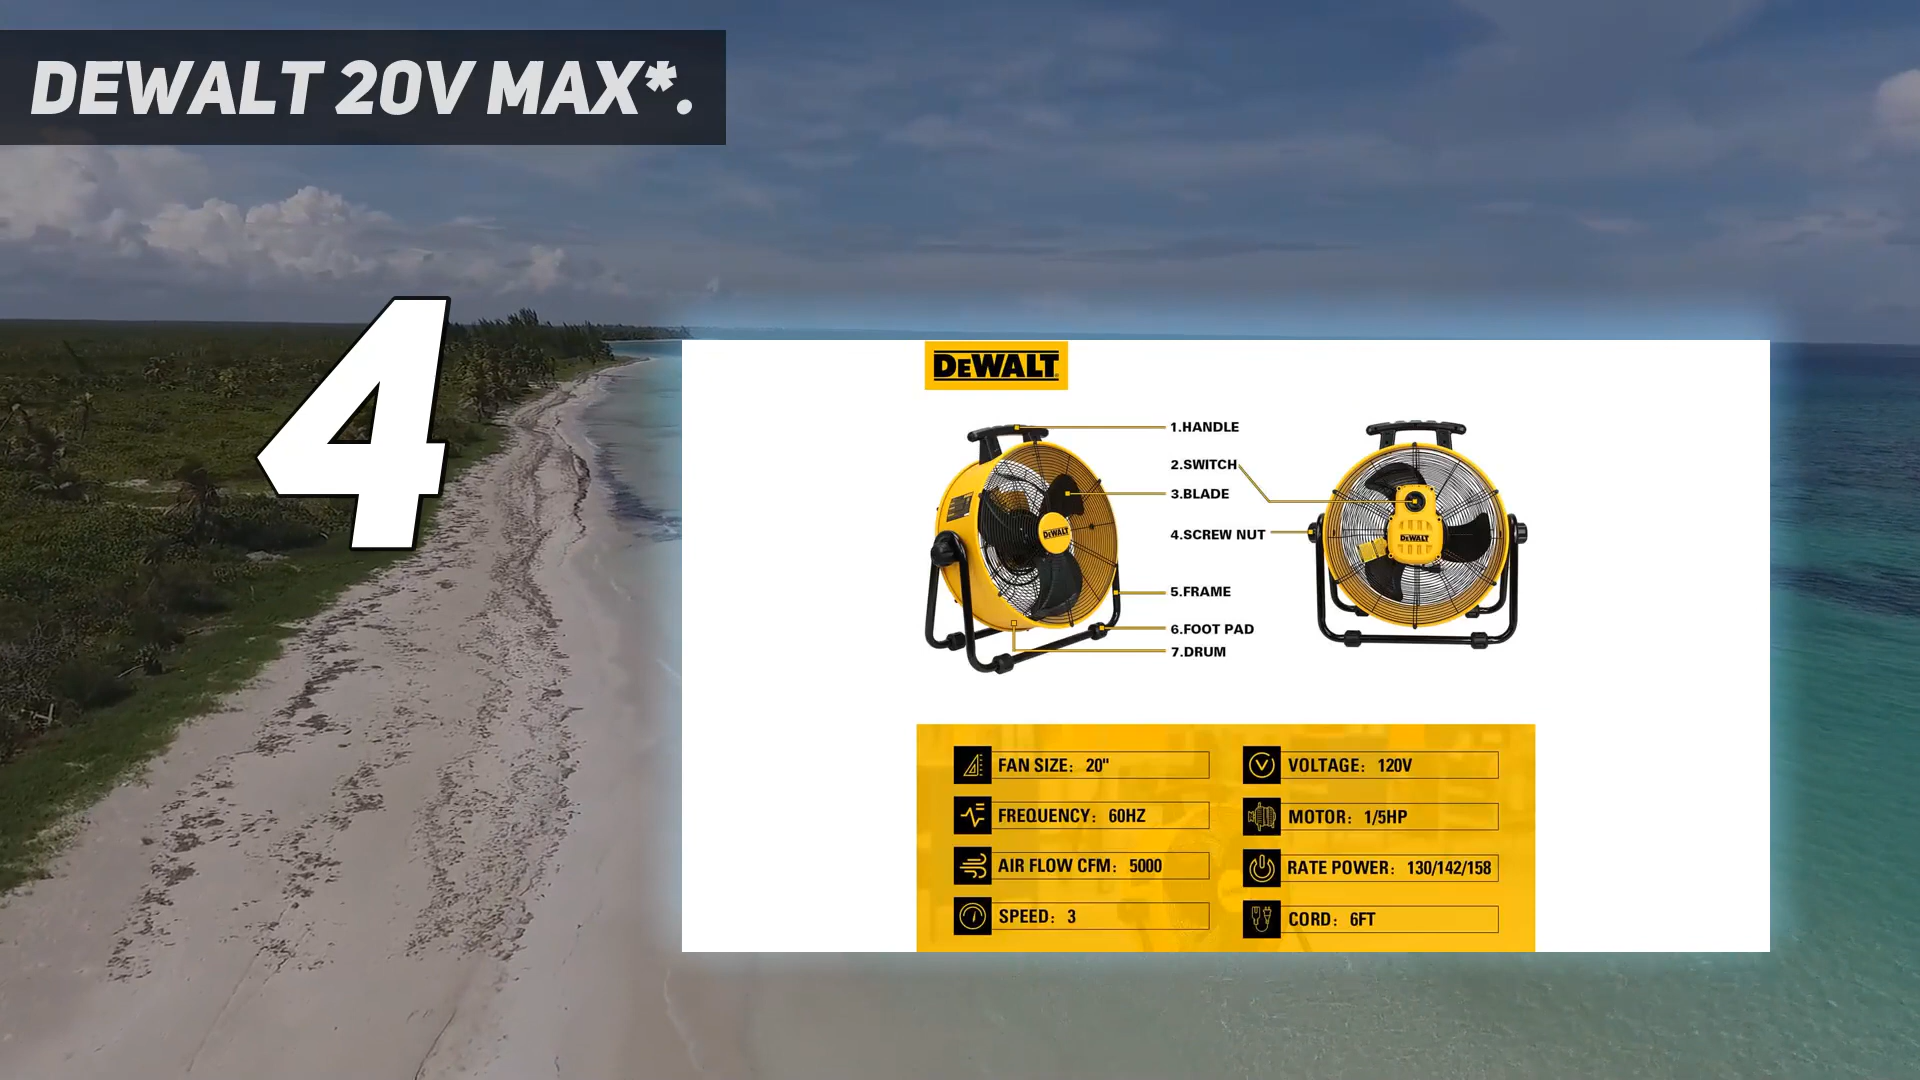 DEWALT 20V MAX*.
4
DEWALT
1.HANDLE
2.SWITCH
3.BLADE
4.SCREW NUT
5.FRAME
6.FOOT PAD
7.DRUM
DEWALT
DEWALT
FAN SIZE: 20"
VOLTAGE: 120V
FREQUENCY: 60HZ
MOTOR: 1/5HP
AIR FLOW CFM: 5000
RATE POWER: 130/142/158
SPEED: 3
CORD: 6FT